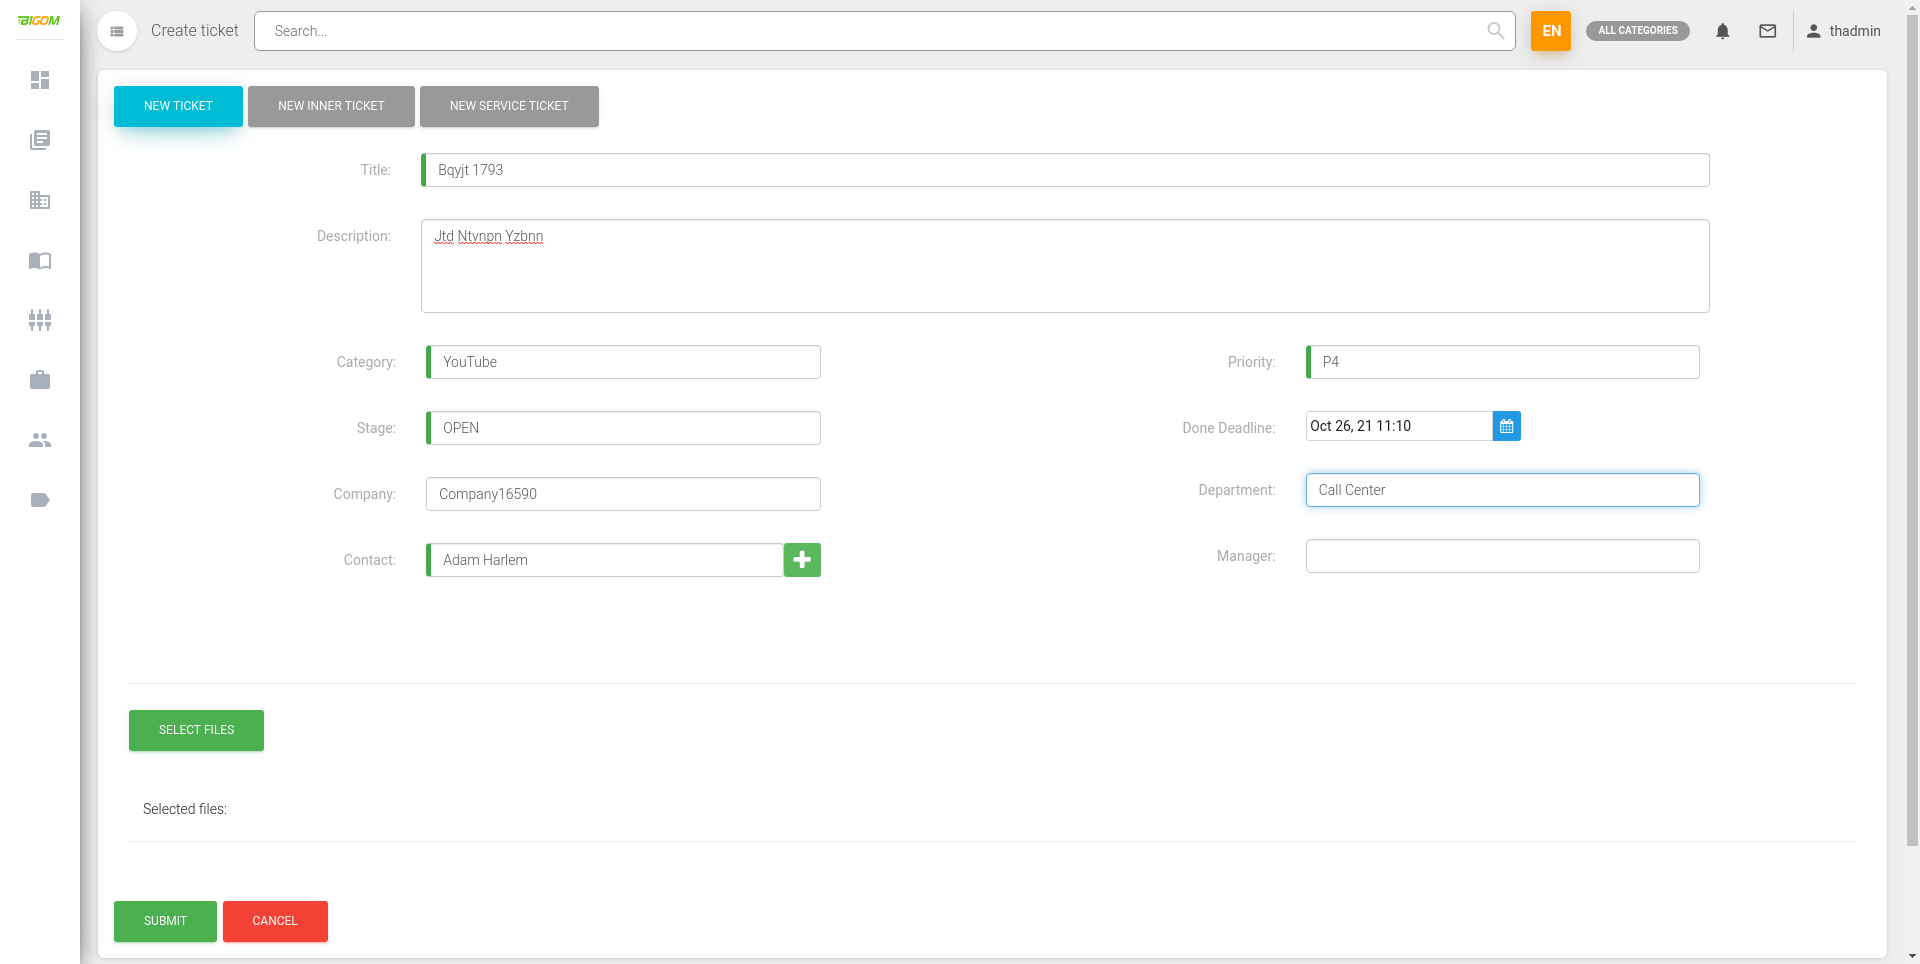 BIGOM
Create ticket
Search...
EN
ALL CATEGORIES
thadmin
NEW TICKET
NEW INNER TICKET
NEW SERVICE TICKET
Title:
Bqyjt 1793
Description:
Jtd Ntvnpn Yzbnn
Category:
YouTube
Priority:
P4
Stage:
OPEN
Done Deadline:
Oct 26, 21 11:10
Company:
Company16590
Department:
Call Center
Contact:
Adam Harlem
Manager:
SELECT FILES
Selected files:
SUBMIT
CANCEL